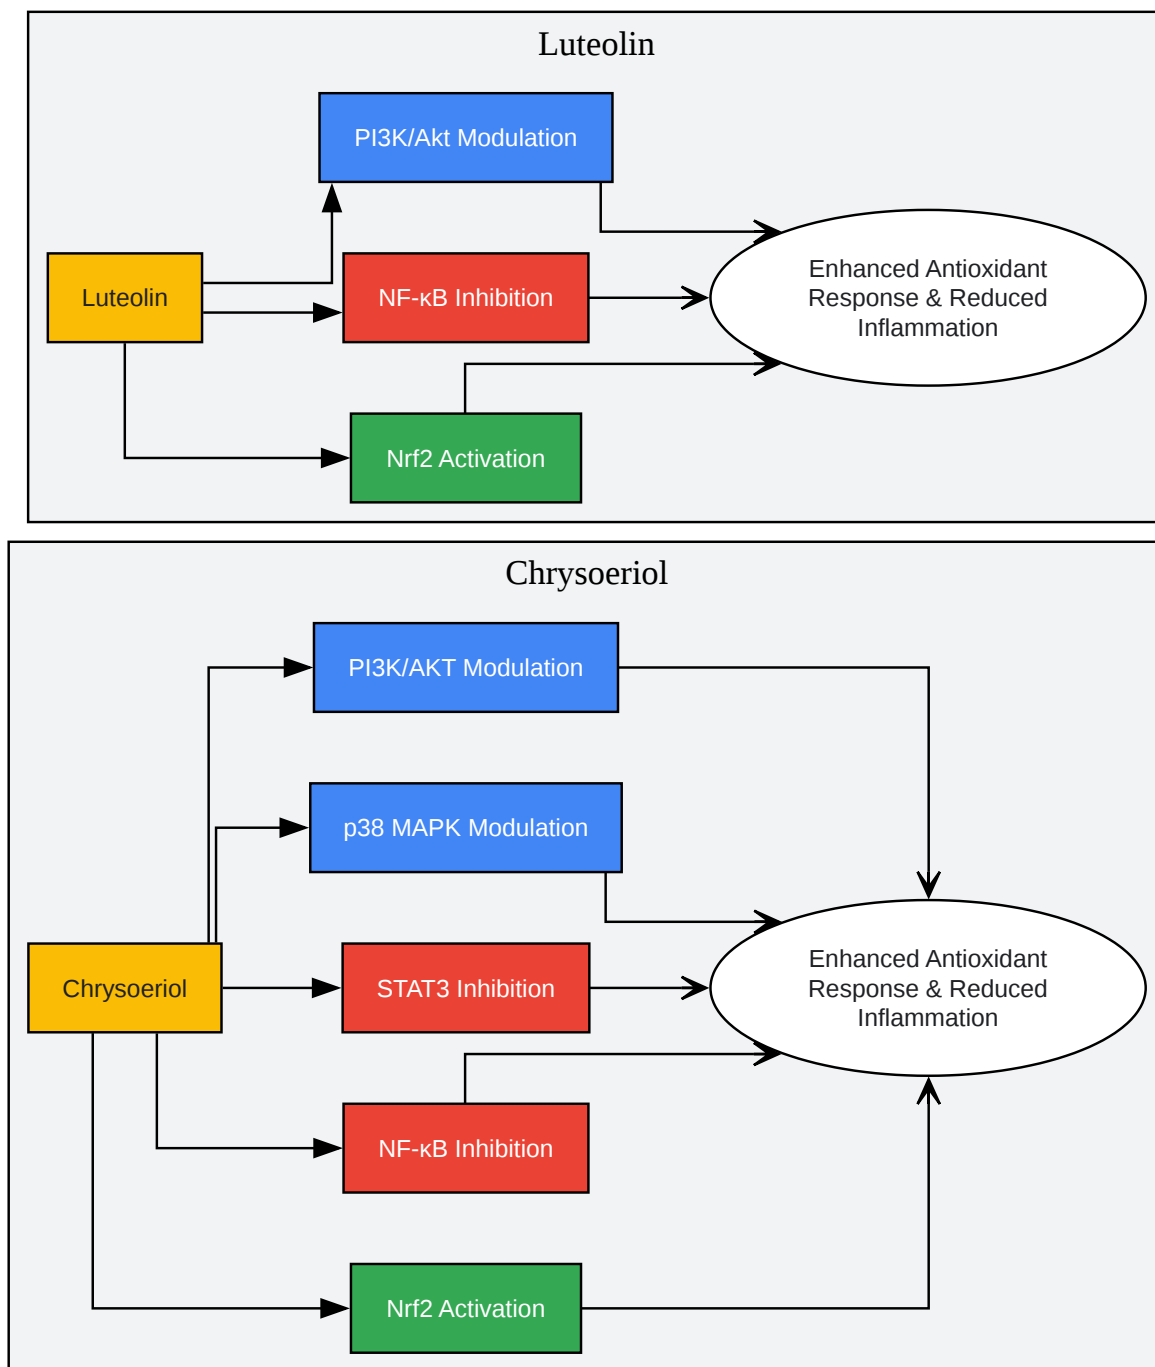 Luteolin
PI3K/Akt Modulation
Luteolin
NF-κB Inhibition
Enhanced Antioxidant
Response & Reduced
Inflammation
Nrf2 Activation
Chrysoeriol
PI3K/AKT Modulation
p38 MAPK Modulation
Chrysoeriol
STAT3 Inhibition
Enhanced Antioxidant
Response & Reduced
Inflammation
NF-κB Inhibition
Nrf2 Activation